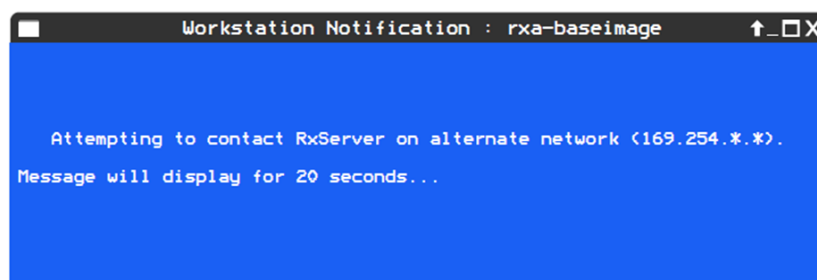 Workstation Notification : rxa-baseimage
Attempting to contact RxServer on alternate network (169.254.*.*).
Message will display for 20 seconds...